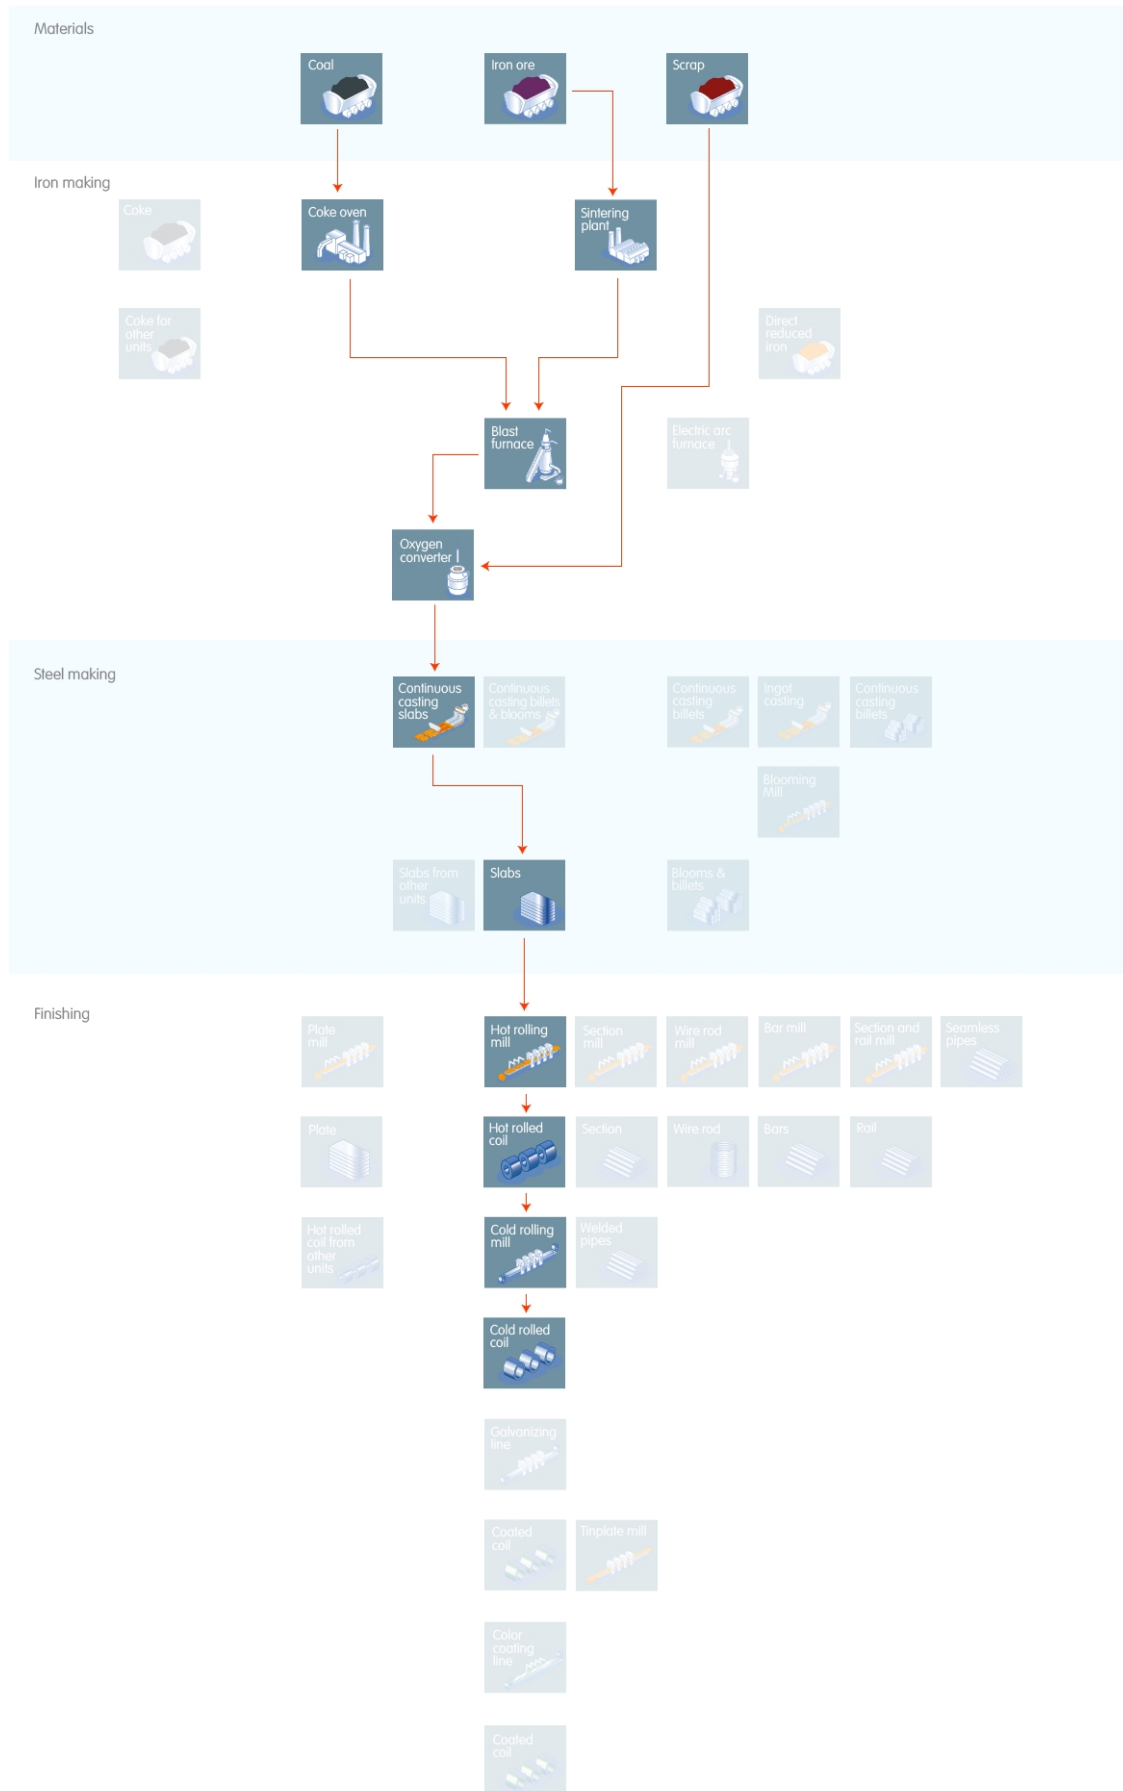 Materials
Coal
Iron ore
Scrap
Iron making
Coke
Coke oven
Sintering
plant
Coke for
other
units
Direct
reduced
iron
Blast
furnace
Electric arc
furnace
Oxygen
converter
Steel making
Continuous
casting
slabs
Continuous
casting billets
& blooms
Continuous
casting
billets
Ingot
casting
Continuous
casting
billets
Blooming
Mill
Slabs from
other
units
Slabs
Blooms &
billets
Finishing
Plate
mill
Hot rolling
mill
Section
mill
Wire rod
mill
Bar mill
Section and
rail mill
Seamless
pipes
Plate
Hot rolled
coil
Section
Wire rod
Bars
Rail
Hot rolled
coil from
other
units
Cold rolling
mill
Welded
pipes
Cold rolled
coil
Galvanizing
line
Coated
coil
Tinplate mill
Color
coating
line
Coated
coil